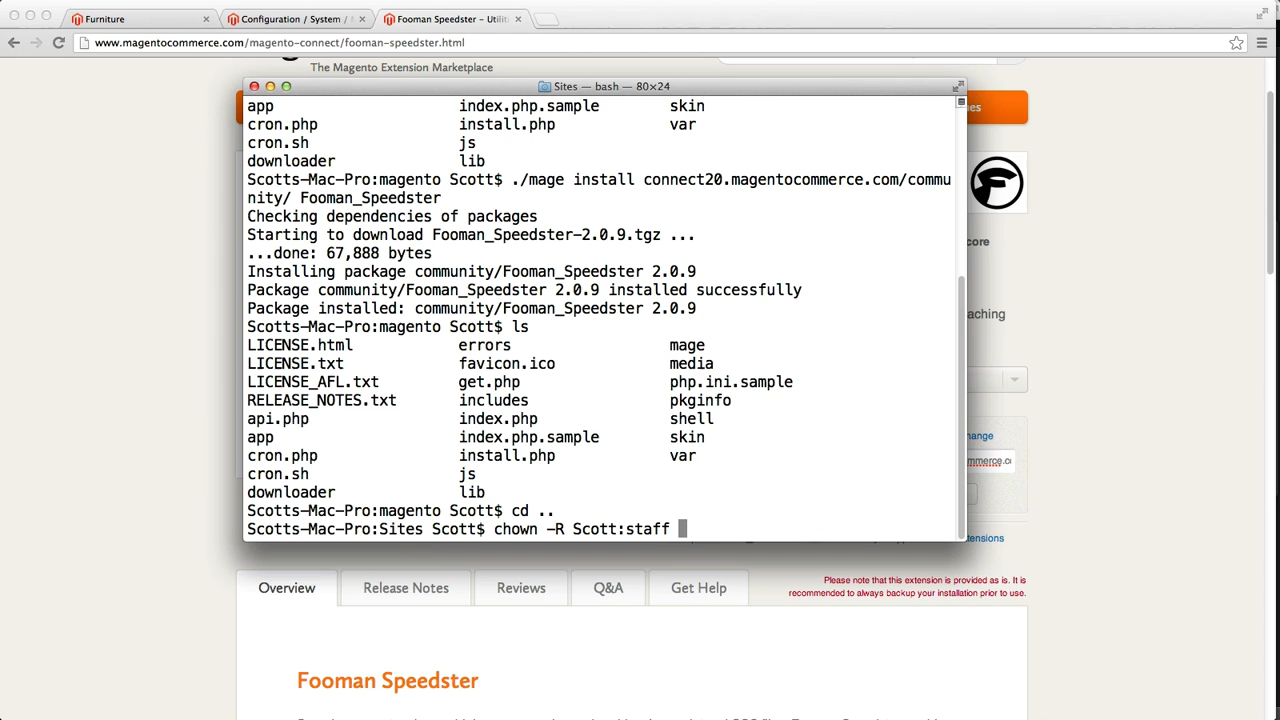 Furniture
Configuration / System /
Fooman Speedster – Utilit
www.magentocommerce.com/magento-connect/fooman-speedster.html
The Magento Extension Marketplace
Sites — bash — 80×24
app index.php.sample skin
cron.php install.php var
cron.sh js
downloader lib
Scotts-Mac-Pro:magento Scott$ ./mage install connect20.magentocommerce.com/commu
nity/ Fooman_Speedster
Checking dependencies of packages
Starting to download Fooman_Speedster-2.0.9.tgz ...
...done: 67,888 bytes
Installing package community/Fooman_Speedster 2.0.9
Package community/Fooman_Speedster 2.0.9 installed successfully
Package installed: community/Fooman_Speedster 2.0.9
Scotts-Mac-Pro:magento Scott$ ls
LICENSE.html errors mage
LICENSE.txt favicon.ico media
LICENSE_AFL.txt get.php php.ini.sample
RELEASE_NOTES.txt includes pkginfo
api.php index.php shell
app index.php.sample skin
cron.php install.php var
cron.sh js
downloader lib
Scotts-Mac-Pro:magento Scott$ cd ..
Scotts-Mac-Pro:Sites Scott$ chown -R Scott:staff
es
ore
aching
hange
mmerce.c
tensions
Overview Release Notes Reviews Q&A Get Help
Please note that this extension is provided as is. It is
recommended to always backup your installation prior to use.
Fooman Speedster